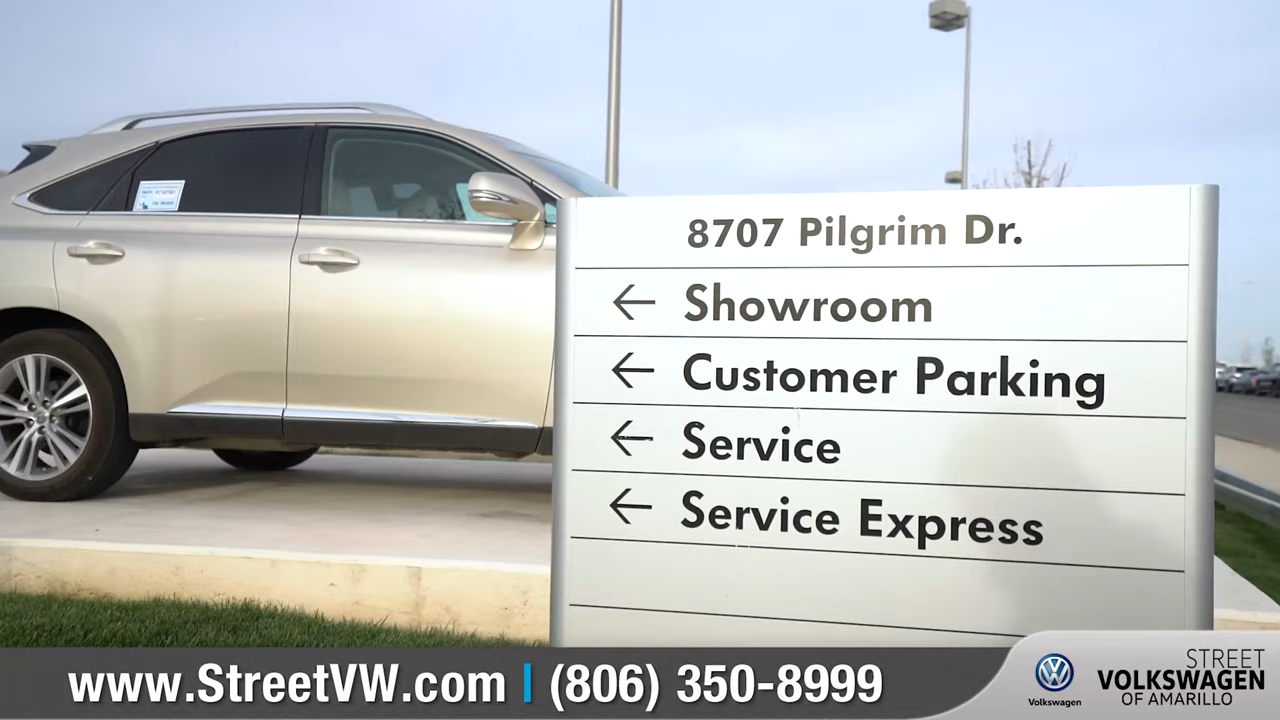 8707 Pilgrim Dr.
← Showroom
← Customer Parking
← Service
← Service Express
www.StreetVW.com | (806) 350-8999
Volkswagen
STREET
VOLKSWAGEN
OF AMARILLO